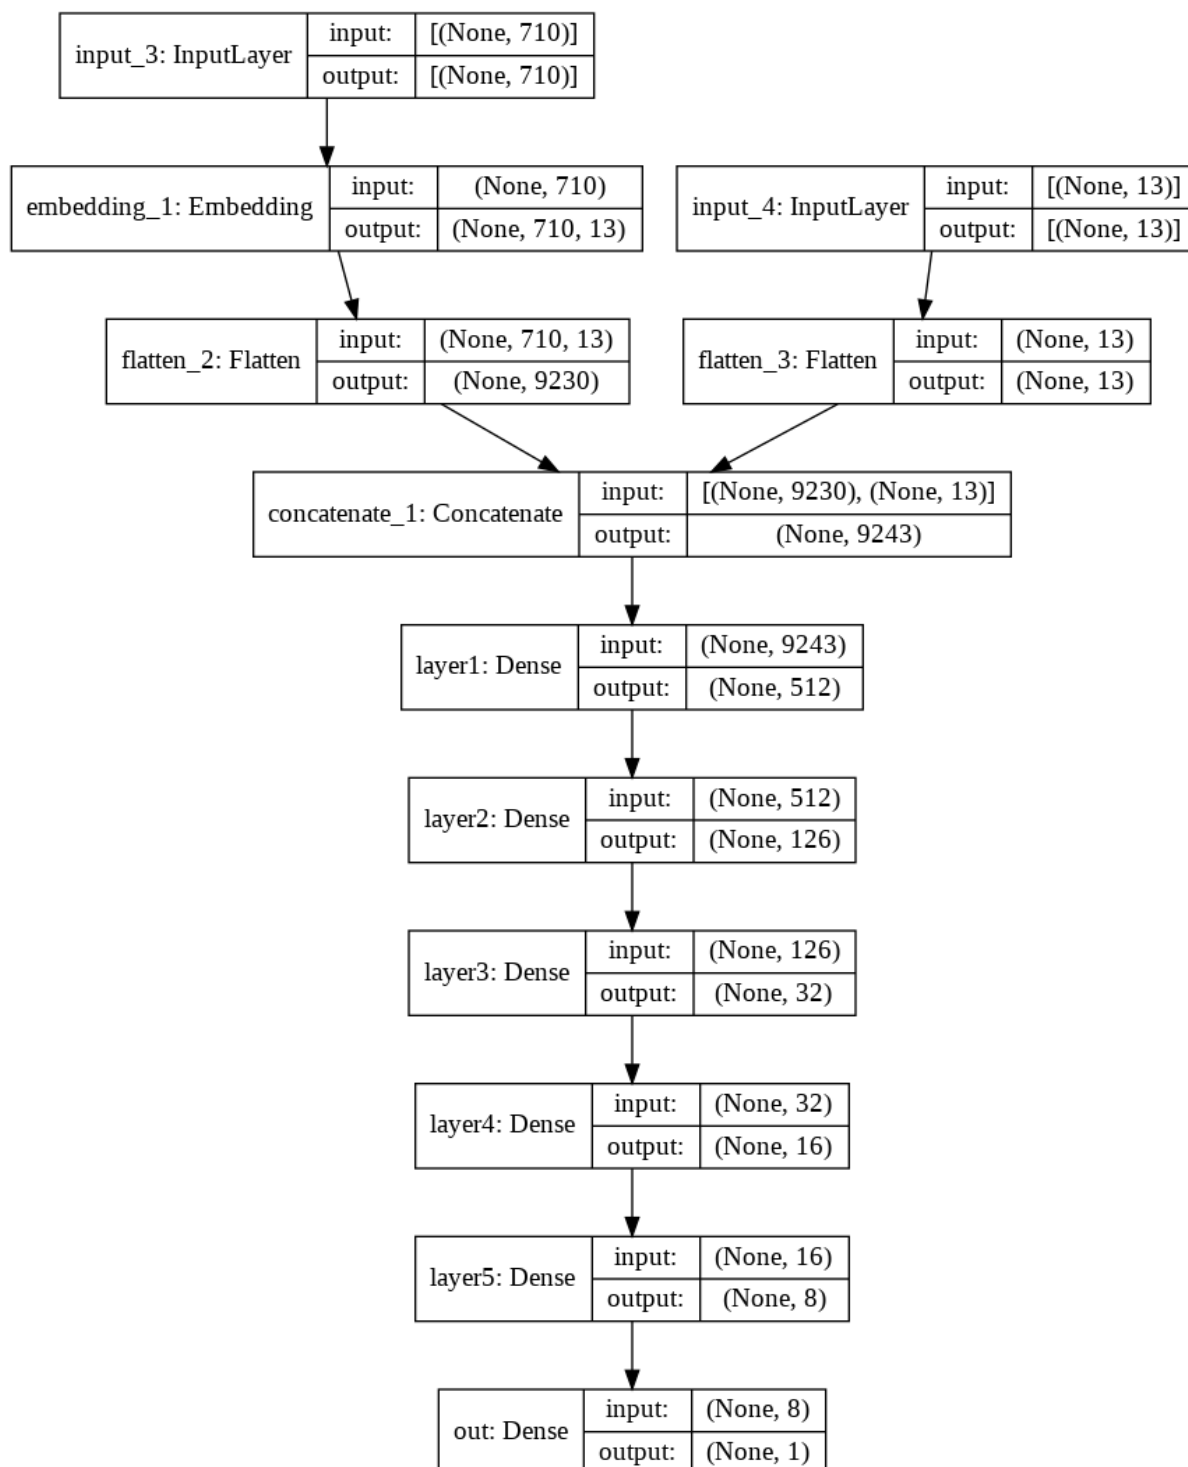 input_3: InputLayer
input: [(None, 710)]
output: [(None, 710)]
embedding_1: Embedding
input: (None, 710)
output: (None, 710, 13)
input_4: InputLayer
input: [(None, 13)]
output: [(None, 13)]
flatten_2: Flatten
input: (None, 710, 13)
output: (None, 9230)
flatten_3: Flatten
input: (None, 13)
output: (None, 13)
concatenate_1: Concatenate
input: [(None, 9230), (None, 13)]
output: (None, 9243)
layer1: Dense
input: (None, 9243)
output: (None, 512)
layer2: Dense
input: (None, 512)
output: (None, 126)
layer3: Dense
input: (None, 126)
output: (None, 32)
layer4: Dense
input: (None, 32)
output: (None, 16)
layer5: Dense
input: (None, 16)
output: (None, 8)
out: Dense
input: (None, 8)
output: (None, 1)